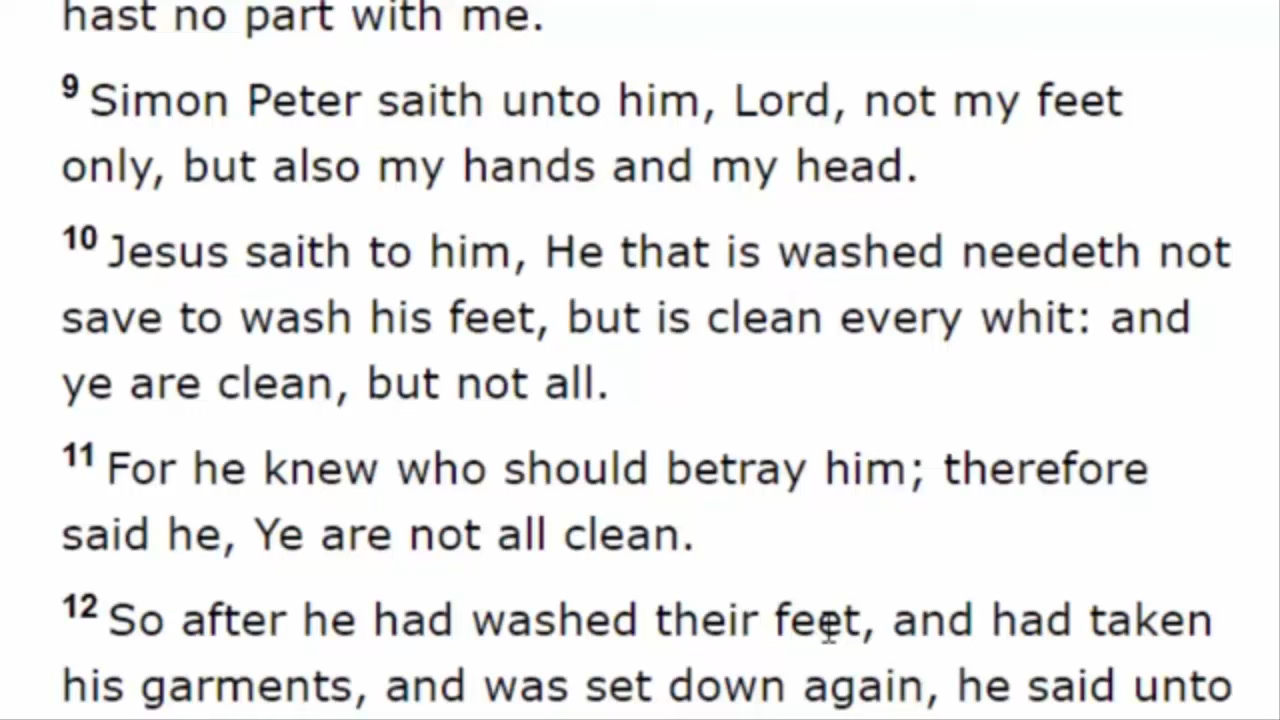 hast no part with me.
9 Simon Peter saith unto him, Lord, not my feet
only, but also my hands and my head.
10 Jesus saith to him, He that is washed needeth not
save to wash his feet, but is clean every whit: and
ye are clean, but not all.
11 For he knew who should betray him; therefore
said he, Ye are not all clean.
12 So after he had washed their feet, and had taken
his garments, and was set down again, he said unto